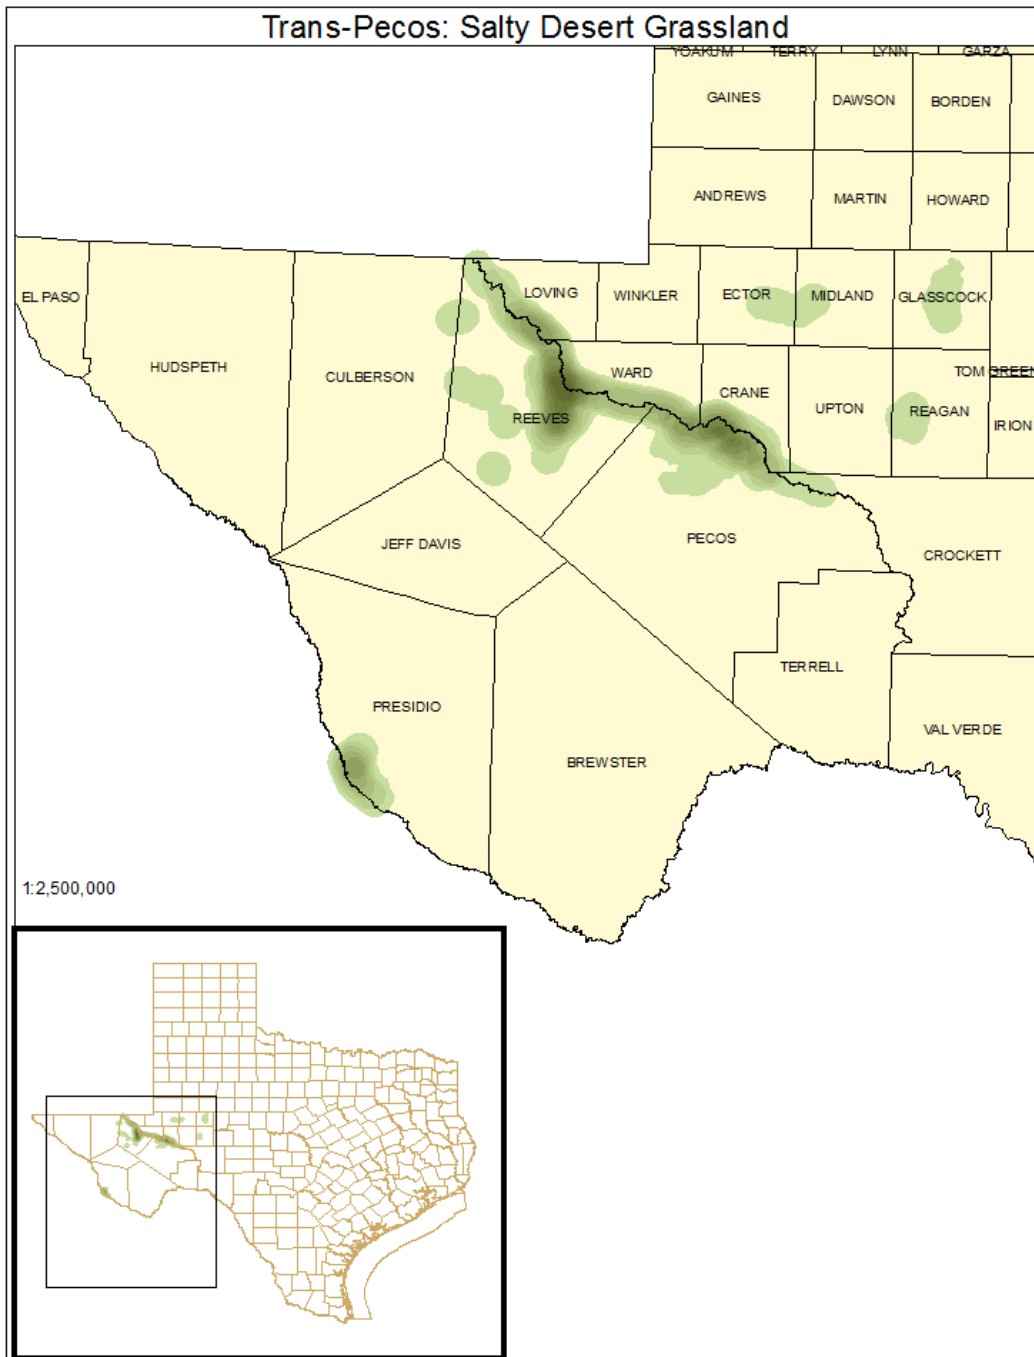 Trans-Pecos: Salty Desert Grassland
YOAKUM TERRY LYNN GARZA
GAINES DAWSON BORDEN
ANDREWS MARTIN HOWARD
EL PASO LOVING WINKLER ECTOR MIDLAND GLASSCOCK
HUDSPETH CULBERSON WARD CRANE TOM GREEN
REEVES UPTON REAGAN IRION
JEFF DAVIS PECOS CROCKETT
TERRELL
PRESIDIO VAL VERDE
BREWSTER
1:2,500,000